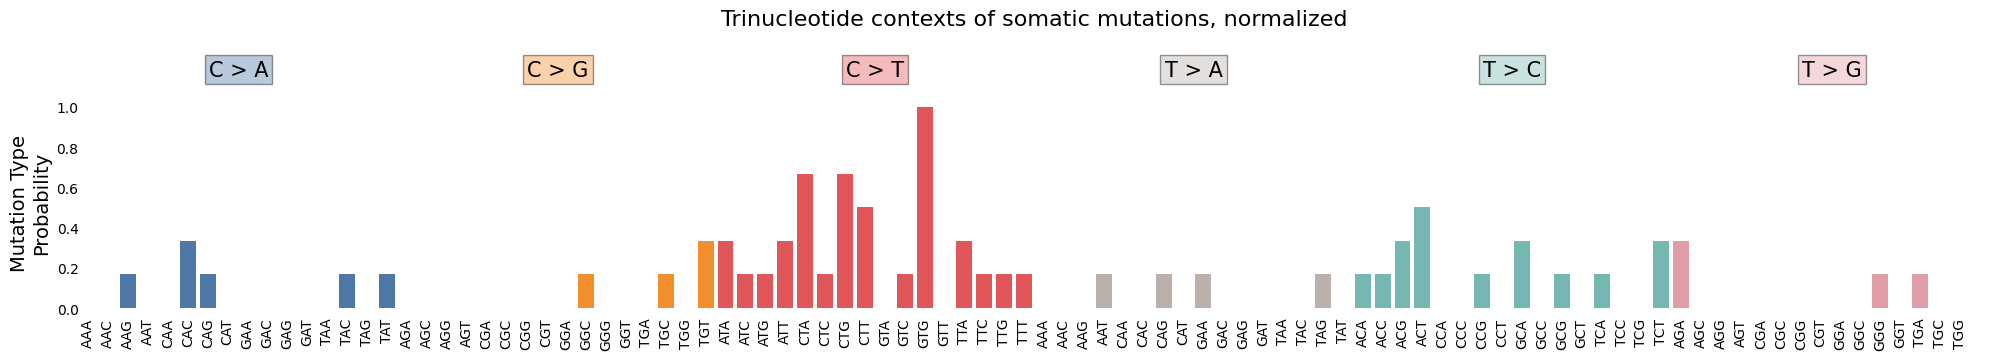 Trinucleotide contexts of somatic mutations, normalized
C > A
C > G
C > T
T > A
T > C
T > G
Mutation Type
Probability
1.0
0.8
0.6
0.4
0.2
0.0
AAA
AAC
AAG
AAT
CAA
CAC
CAG
CAT
GAA
GAC
GAG
GAT
TAA
TAC
TAG
TAT
AGA
AGC
AGG
AGT
CGA
CGC
CGG
CGT
GGA
GGC
GGG
GGT
TGA
TGC
TGG
TGT
ATA
ATC
ATG
ATT
CTA
CTC
CTG
CTT
GTA
GTC
GTG
GTT
TTA
TTC
TTG
TTT
AAA
AAC
AAG
AAT
CAA
CAC
CAG
CAT
GAA
GAC
GAG
GAT
TAA
TAC
TAG
TAT
ACA
ACC
ACG
ACT
CCA
CCC
CCG
CCT
GCA
GCC
GCG
GCT
TCA
TCC
TCG
TCT
AGA
AGC
AGG
AGT
CGA
CGC
CGG
CGT
GGA
GGC
GGG
GGT
TGA
TGC
TGG